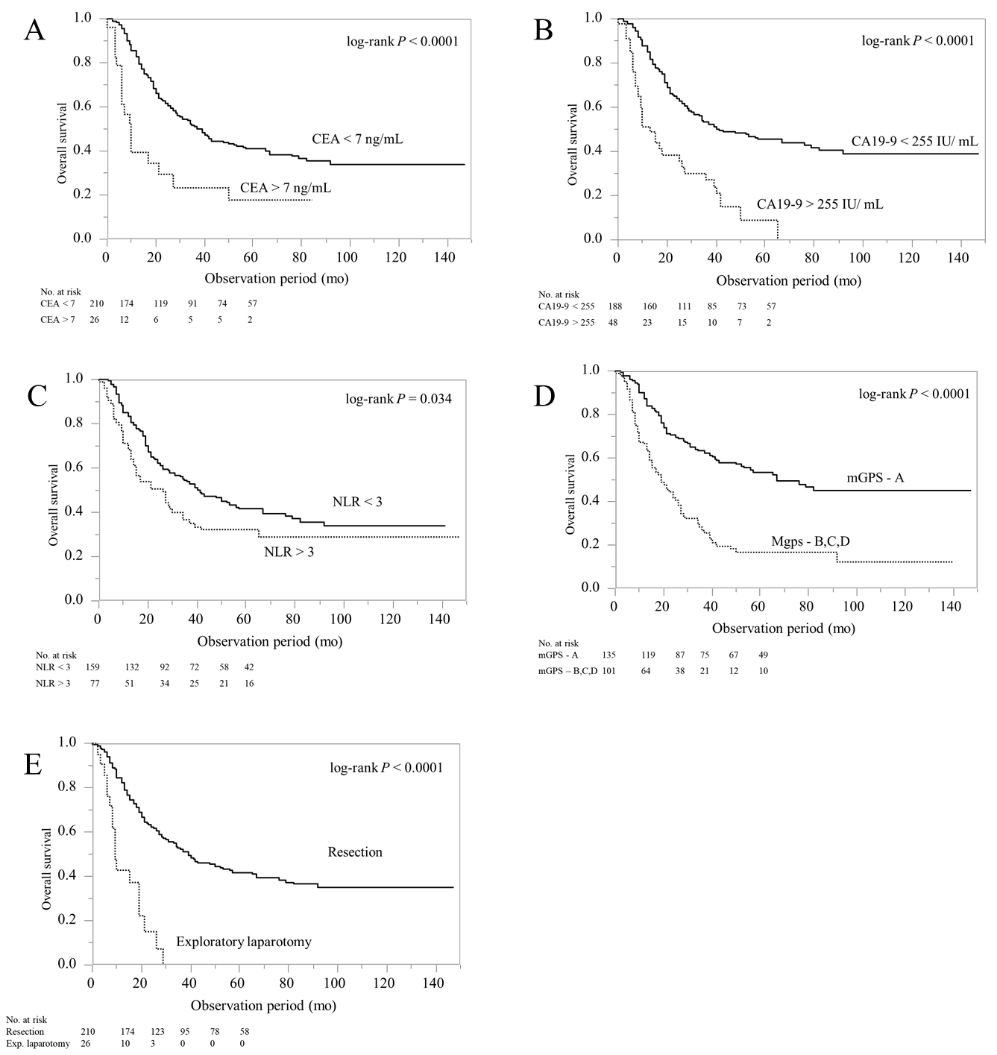 A
1.0
0.8
0.6
0.4
0.2
0.0
Overall survival
log-rank P < 0.0001
CEA < 7 ng/mL
CEA > 7 ng/mL
0 20 40 60 80 100 120 140
Observation period (mo)
No. at risk
CEA < 7 210 174 119 91 74 57
CEA > 7 26 12 6 5 5 2
B
1.0
0.8
0.6
0.4
0.2
0.0
Overall survival
log-rank P < 0.0001
CA19-9 < 255 IU/ mL
CA19-9 > 255 IU/ mL
0 20 40 60 80 100 120 140
Observation period (mo)
No. at risk
CA19-9 < 255 188 160 111 85 73 57
CA19-9 > 255 48 23 15 10 7 2
C
1.0
0.8
0.6
0.4
0.2
0.0
Overall survival
log-rank P = 0.034
NLR < 3
NLR > 3
0 20 40 60 80 100 120 140
Observation period (mo)
No. at risk
NLR < 3 159 132 92 72 58 42
NLR > 3 77 51 34 25 21 16
D
1.0
0.8
0.6
0.4
0.2
0.0
Overall survival
log-rank P < 0.0001
mGPS - A
Mgps - B,C,D
0 20 40 60 80 100 120 140
Observation period (mo)
No. at risk
mGPS - A 135 119 87 75 67 49
mGPS – B,C,D 101 64 38 21 12 10
E
1.0
0.8
0.6
0.4
0.2
0.0
Overall survival
log-rank P < 0.0001
Resection
Exploratory laparotomy
0 20 40 60 80 100 120 140
Observation period (mo)
No. at risk
Resection 210 174 123 95 78 58
Exp. laparotomy 26 10 3 0 0 0